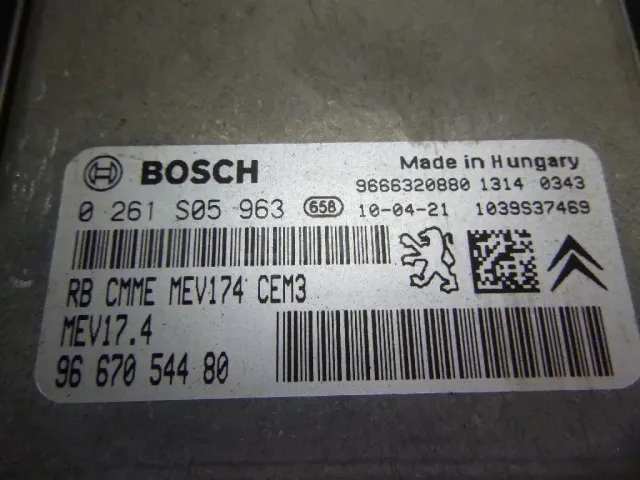 BOSCH
Made in Hungary
9666320880 1314 0343
0 261 S05 963 658 10-04-21 1039S37469
RB CMME MEV174 CEM3
MEV17.4
96 670 544 80